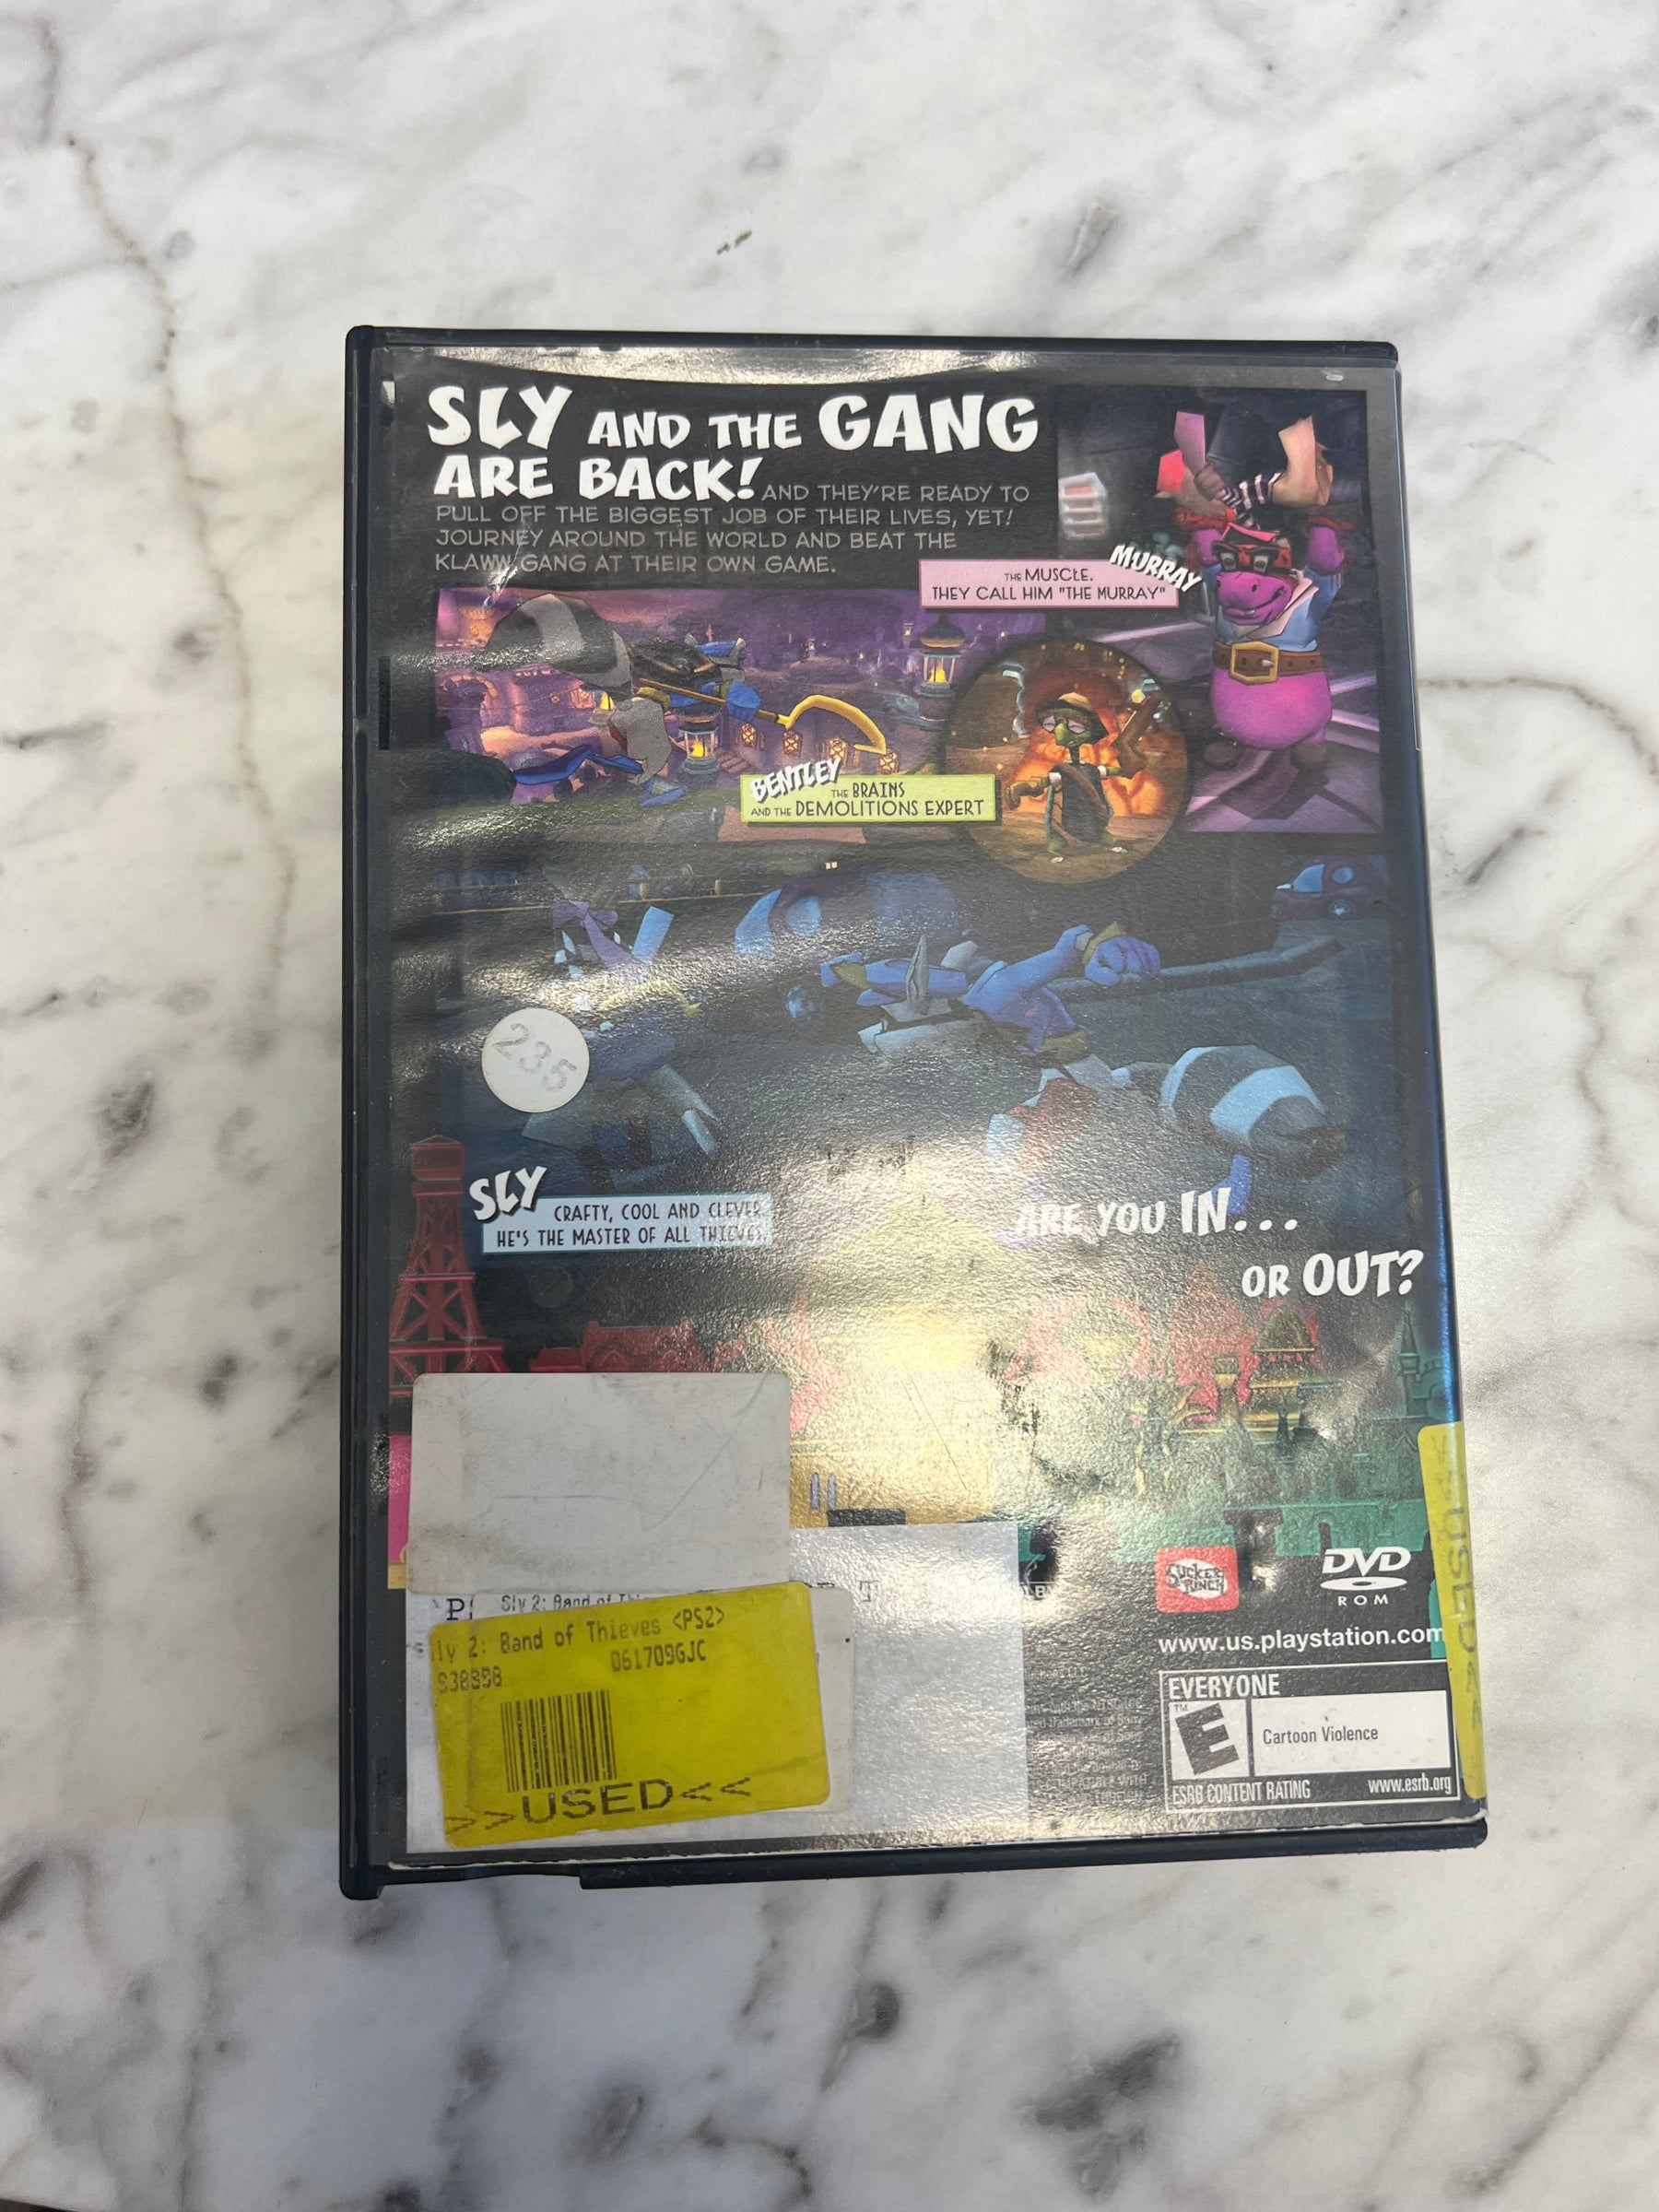 SLY AND THE GANG
ARE BACK! AND THEY'RE READY TO
PULL OFF THE BIGGEST JOB OF THEIR LIVES, YET!
JOURNEY AROUND THE WORLD AND BEAT THE
KLAWW GANG AT THEIR OWN GAME.
MURRAY
THE MUSCLE.
THEY CALL HIM "THE MURRAY"
BENTLEY THE BRAINS
AND THE DEMOLITIONS EXPERT
235
SLY CRAFTY, COOL AND CLEVER.
HE'S THE MASTER OF ALL THIEVES.
ARE YOU IN...
OR OUT?
SUCKER PUNCH
DVD
ROM
www.us.playstation.com
Sly 2: Band of
ly 2: Band of Thieves <PS2>
061709GJC
>>USED<<
USED
EVERYONE
E
Cartoon Violence
ESRB CONTENT RATING www.esrb.org